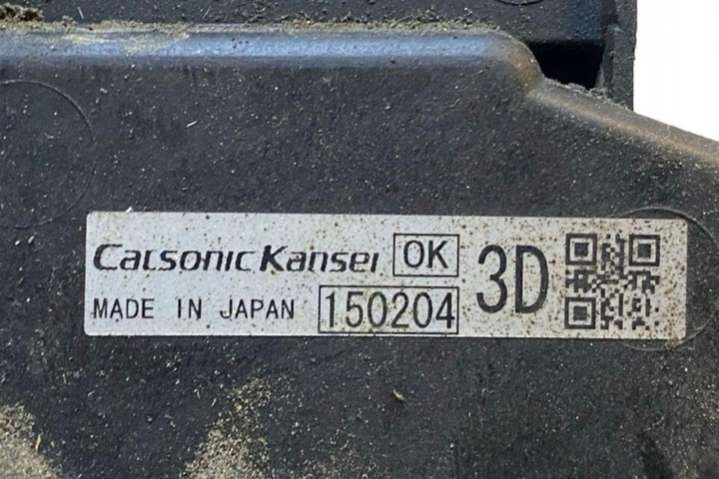 CalsonicKansei OK 3D
MADE IN JAPAN 150204